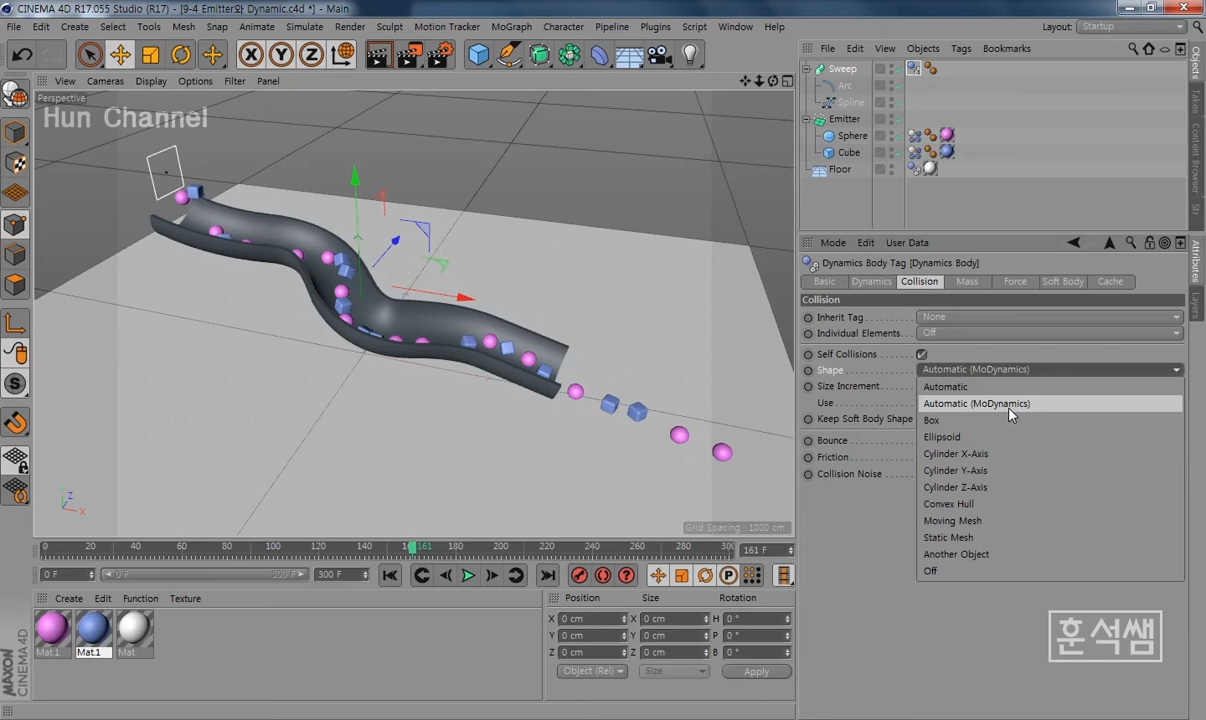 CINEMA 4D R17.055 Studio (R17) - [9-4 Emitter와 Dynamic.c4d *] - Main
File Edit Create Select Tools Mesh Snap Animate Simulate Render Sculpt Motion Tracker MoGraph Character Pipeline Plugins Script Window Help
Layout: Startup
X Y Z
File Edit View Objects Tags Bookmarks
View Cameras Display Options Filter Panel
Perspective
Hun Channel
Sweep
Arc
Spline
Emitter
Sphere
Cube
Floor
Objects
Takes
Content Browser
Str
Mode Edit User Data
Dynamics Body Tag [Dynamics Body]
Basic Dynamics Collision Mass Force Soft Body Cache
Collision
Inherit Tag None
Individual Elements Off
Self Collisions
Shape Automatic (MoDynamics)
Size Increment
Use
Keep Soft Body Shape
Bounce
Friction
Collision Noise
Automatic
Automatic (MoDynamics)
Box
Ellipsoid
Cylinder X-Axis
Cylinder Y-Axis
Cylinder Z-Axis
Convex Hull
Moving Mesh
Static Mesh
Another Object
Off
Attributes
Layers
Z
X
Grid Spacing : 1000 cm
0 20 40 60 80 100 120 140 161 180 200 220 240 260 280 300
161 F
0 F 0 F 300 F 300 F
P
S
Create Edit Function Texture
Mat.1 Mat.1 Mat
Position Size Rotation
X 0 cm X 0 cm H 0 °
Y 0 cm Y 0 cm P 0 °
Z 0 cm Z 0 cm B 0 °
Object (Rel) Size Apply
MAXON CINEMA 4D
훈석쌤